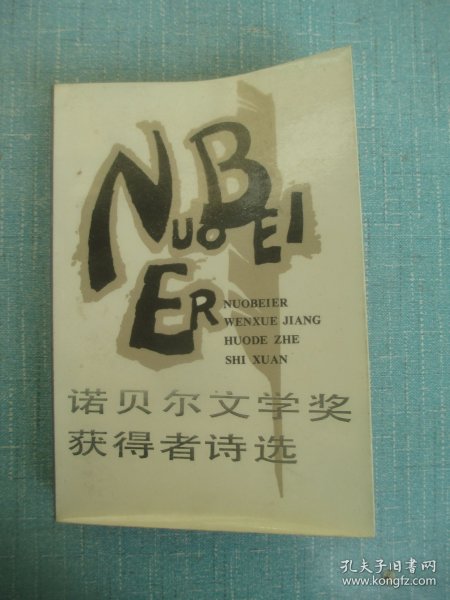 NUOBEI
ER
NUOBEIER
WENXUE JIANG
HUODE ZHE
SHI XUAN
诺贝尔文学奖
获得者诗选
孔夫子旧书网
www.kongfz.com